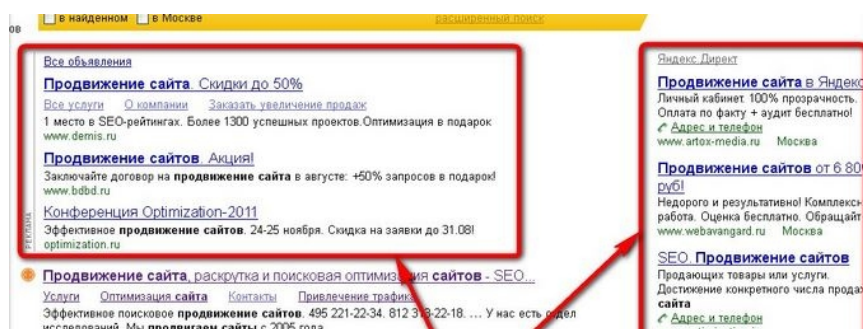 ов
в найденном в Москве
расширенный поиск
Все объявления
Продвижение сайта. Скидки до 50%
Все услуги О компании Заказать увеличение продаж
1 место в SEO-рейтингах. Более 1300 успешных проектов.Оптимизация в подарок
www.demis.ru
Продвижение сайтов. Акция!
Заключайте договор на продвижение сайта в августе: +50% запросов в подарок!
www.bdbd.ru
Конференция Optimization-2011
Эффективное продвижение сайтов. 24-25 ноября. Скидка на заявки до 31.08!
optimization.ru
РЕКЛАМА
Продвижение сайта, раскрутка и поисковая оптимизация сайтов - SEO...
Услуги Оптимизация сайта Контакты Привлечение трафика
Эффективное поисковое продвижение сайтов. 495 221-22-34. 812 313-22-18. ... У нас есть отдел
исследований. Мы продвигаем сайты с 2005 года
Яндекс.Директ
Продвижение сайта в Яндекс
Личный кабинет. 100% прозрачность.
Оплата по факту + аудит бесплатно!
Адрес и телефон
www.artox-media.ru Москва
Продвижение сайтов от 6 80
руб!
Недорого и результативно! Комплексн
работа. Оценка бесплатно. Обращайт
www.webavangard.ru Москва
SEO. Продвижение сайтов
Продающих товары или услуги.
Достижение конкретного числа продаж
сайта
Адрес и телефон